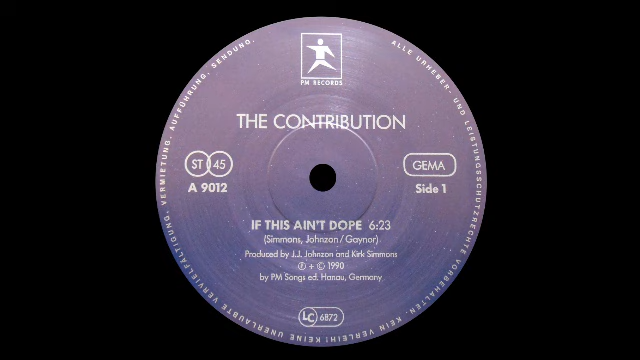 ALLE URHEBER- UND LEISTUNGSSCHUTZRECHTE VORBEHALTEN. KEIN VERLEIH! KEINE UNERLAUBTE VERVIELFÄLTIGUNG. VERMIETUNG. AUFFÜHRUNG. SENDUNG.
PM RECORDS
THE CONTRIBUTION
ST 45
GEMA
A 9012
Side 1
IF THIS AIN'T DOPE 6:23
(Simmons, Johnzon/Gaynor)
Produced by J.J. Johnzon and Kirk Simmons
Ⓟ + © 1990
by PM Songs ed. Hanau, Germany
LC 6872